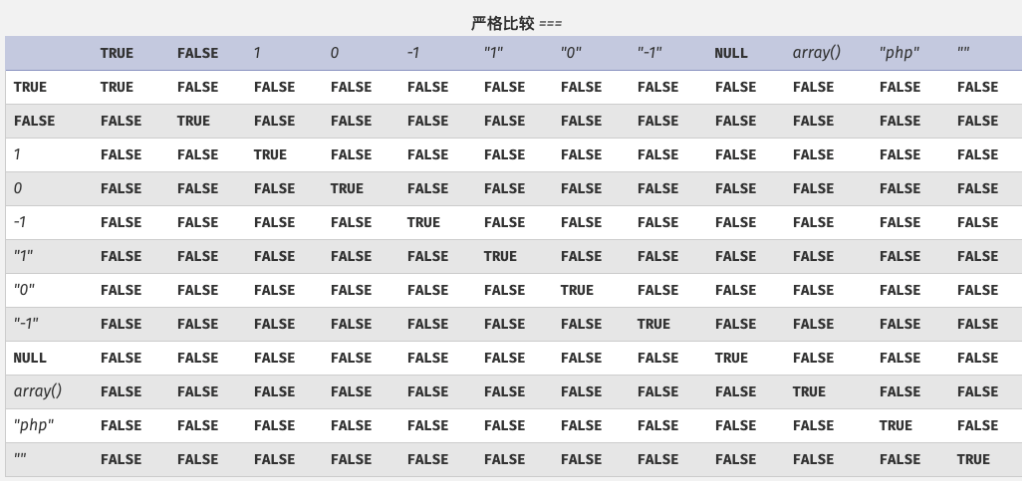 严格比较 ===
TRUE FALSE 1 0 -1 "1" "0" "-1" NULL array() "php" ""
TRUE TRUE FALSE FALSE FALSE FALSE FALSE FALSE FALSE FALSE FALSE FALSE FALSE
FALSE FALSE TRUE FALSE FALSE FALSE FALSE FALSE FALSE FALSE FALSE FALSE FALSE
1 FALSE FALSE TRUE FALSE FALSE FALSE FALSE FALSE FALSE FALSE FALSE FALSE
0 FALSE FALSE FALSE TRUE FALSE FALSE FALSE FALSE FALSE FALSE FALSE FALSE
-1 FALSE FALSE FALSE FALSE TRUE FALSE FALSE FALSE FALSE FALSE FALSE FALSE
"1" FALSE FALSE FALSE FALSE FALSE TRUE FALSE FALSE FALSE FALSE FALSE FALSE
"0" FALSE FALSE FALSE FALSE FALSE FALSE TRUE FALSE FALSE FALSE FALSE FALSE
"-1" FALSE FALSE FALSE FALSE FALSE FALSE FALSE TRUE FALSE FALSE FALSE FALSE
NULL FALSE FALSE FALSE FALSE FALSE FALSE FALSE FALSE TRUE FALSE FALSE FALSE
array() FALSE FALSE FALSE FALSE FALSE FALSE FALSE FALSE FALSE TRUE FALSE FALSE
"php" FALSE FALSE FALSE FALSE FALSE FALSE FALSE FALSE FALSE FALSE TRUE FALSE
"" FALSE FALSE FALSE FALSE FALSE FALSE FALSE FALSE FALSE FALSE FALSE TRUE